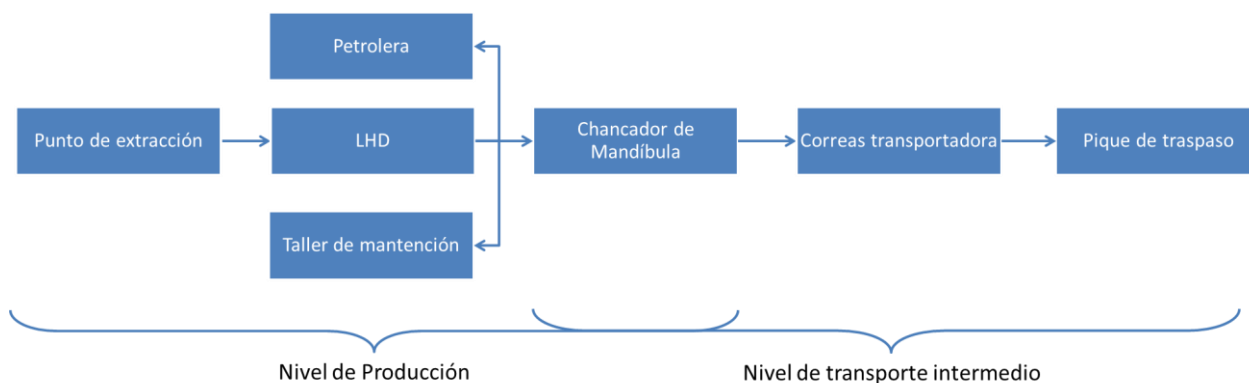 Petrolera
Punto de extracción
LHD
Chancador de
Mandíbula
Correas transportadora
Pique de traspaso
Taller de mantención
Nivel de Producción
Nivel de transporte intermedio